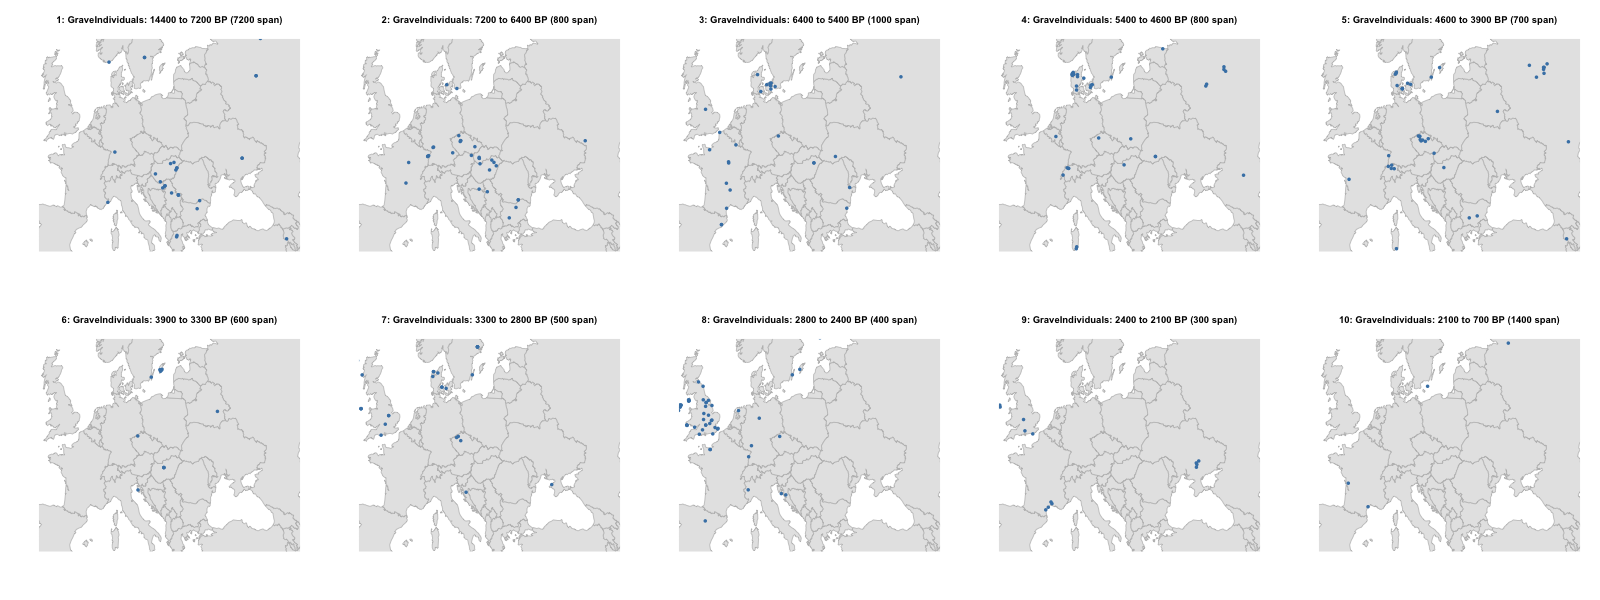 1: GraveIndividuals: 14400 to 7200 BP (7200 span)
2: GraveIndividuals: 7200 to 6400 BP (800 span)
3: GraveIndividuals: 6400 to 5400 BP (1000 span)
4: GraveIndividuals: 5400 to 4600 BP (800 span)
5: GraveIndividuals: 4600 to 3900 BP (700 span)
6: GraveIndividuals: 3900 to 3300 BP (600 span)
7: GraveIndividuals: 3300 to 2800 BP (500 span)
8: GraveIndividuals: 2800 to 2400 BP (400 span)
9: GraveIndividuals: 2400 to 2100 BP (300 span)
10: GraveIndividuals: 2100 to 700 BP (1400 span)